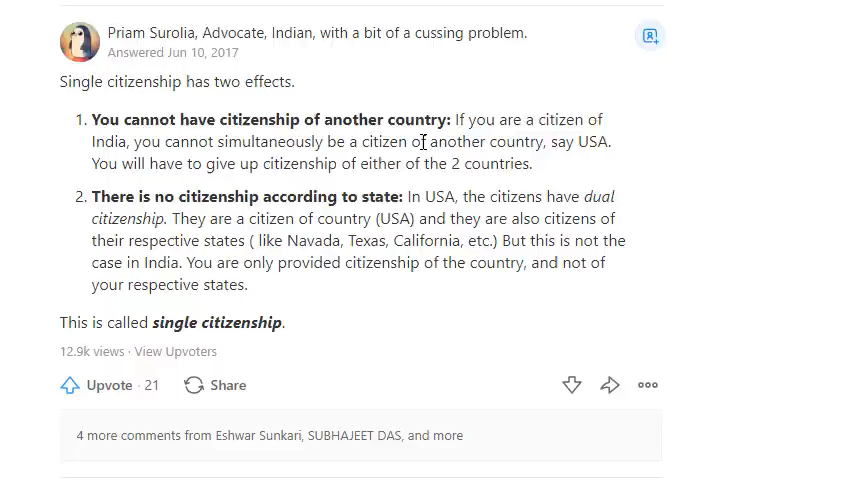 Priam Surolia, Advocate, Indian, with a bit of a cussing problem.
Answered Jun 10, 2017
Single citizenship has two effects.
1. You cannot have citizenship of another country: If you are a citizen of
India, you cannot simultaneously be a citizen of another country, say USA.
You will have to give up citizenship of either of the 2 countries.
2. There is no citizenship according to state: In USA, the citizens have dual
citizenship. They are a citizen of country (USA) and they are also citizens of
their respective states ( like Navada, Texas, California, etc.) But this is not the
case in India. You are only provided citizenship of the country, and not of
your respective states.
This is called single citizenship.
12.9k views · View Upvoters
Upvote · 21 Share
4 more comments from Eshwar Sunkari, SUBHAJEET DAS, and more